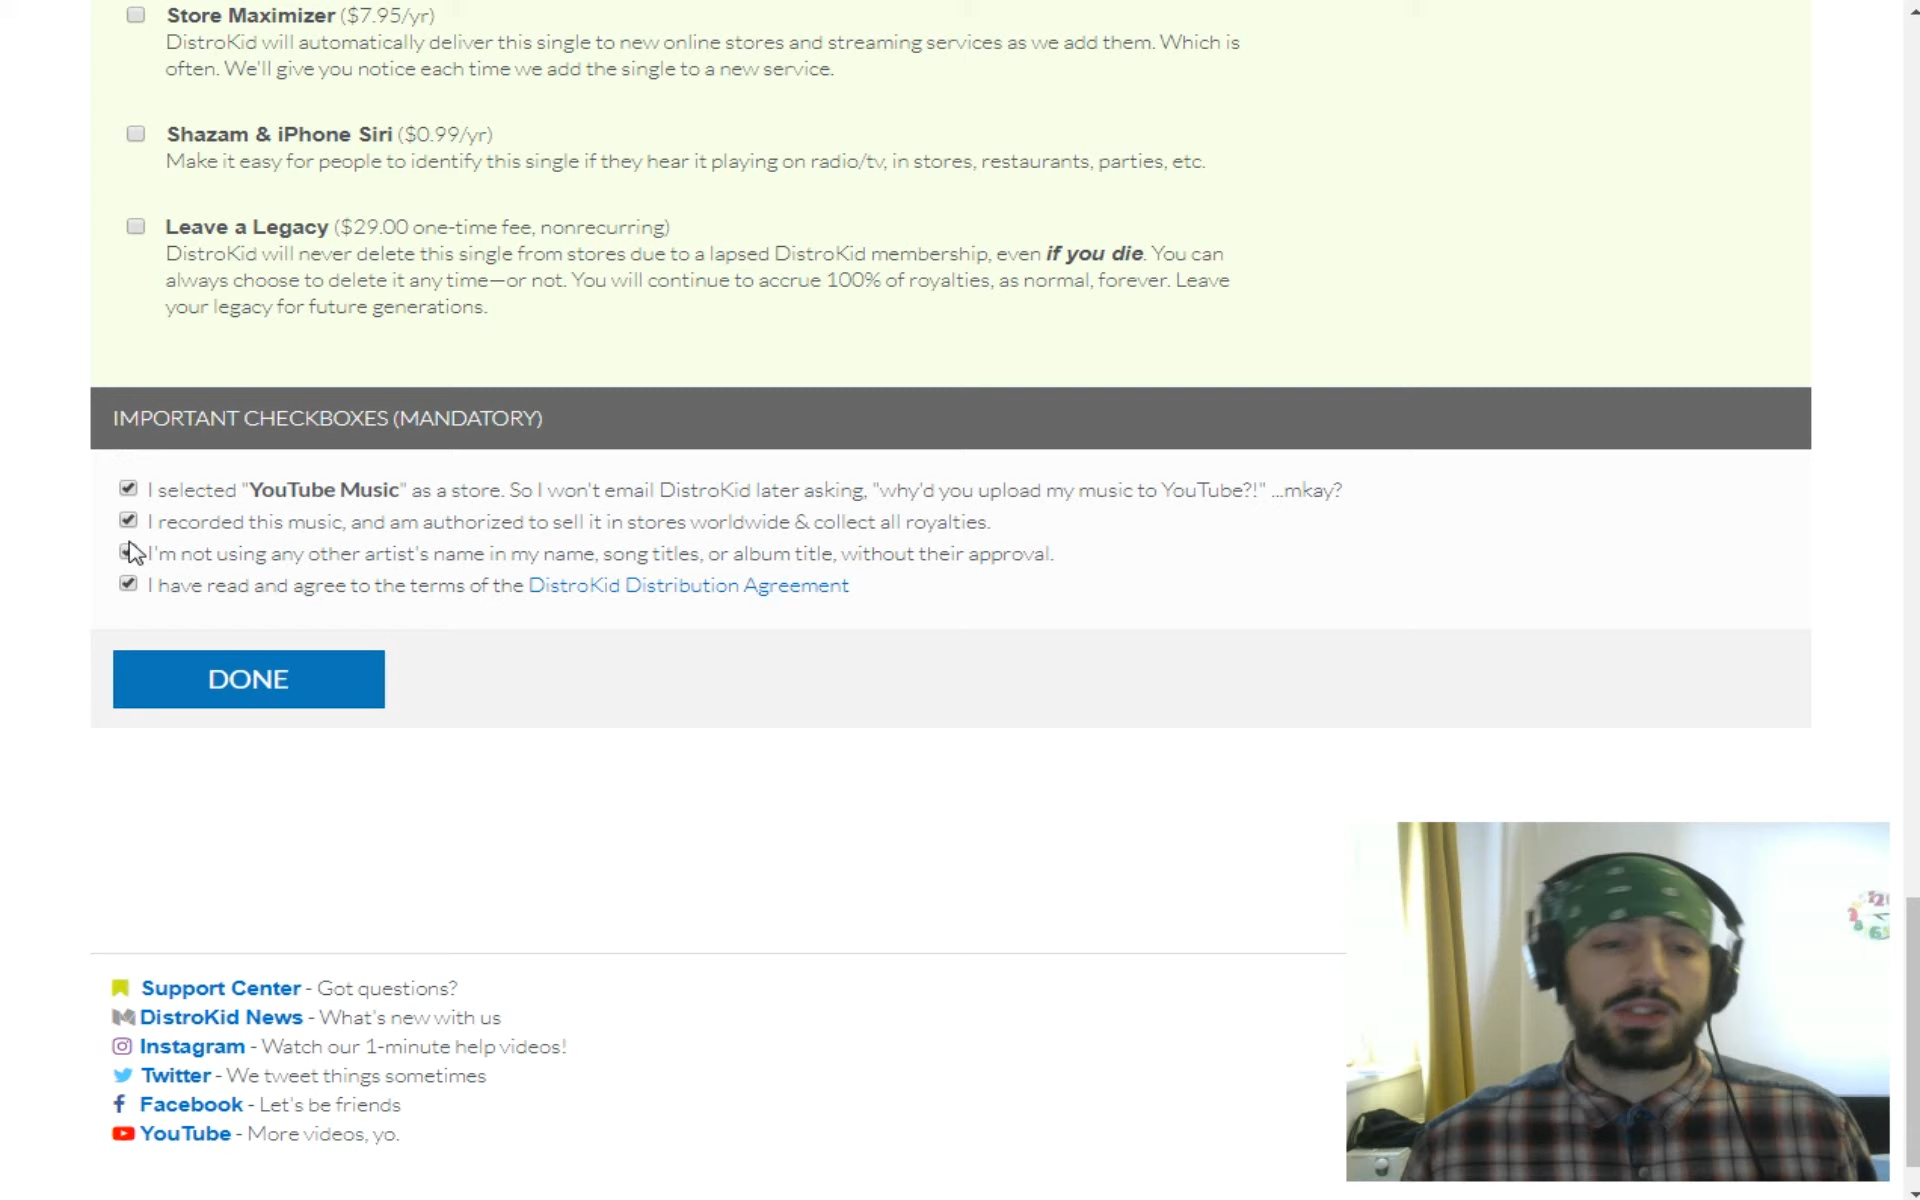 Store Maximizer ($7.95/yr)
DistroKid will automatically deliver this single to new online stores and streaming services as we add them. Which is
often. We'll give you notice each time we add the single to a new service.
Shazam & iPhone Siri ($0.99/yr)
Make it easy for people to identify this single if they hear it playing on radio/tv, in stores, restaurants, parties, etc.
Leave a Legacy ($29.00 one-time fee, nonrecurring)
DistroKid will never delete this single from stores due to a lapsed DistroKid membership, even if you die. You can
always choose to delete it any time—or not. You will continue to accrue 100% of royalties, as normal, forever. Leave
your legacy for future generations.
IMPORTANT CHECKBOXES (MANDATORY)
I selected "YouTube Music" as a store. So I won't email DistroKid later asking, "why'd you upload my music to YouTube?!" ...mkay?
I recorded this music, and am authorized to sell it in stores worldwide & collect all royalties.
I'm not using any other artist's name in my name, song titles, or album title, without their approval.
I have read and agree to the terms of the DistroKid Distribution Agreement
DONE
Support Center - Got questions?
DistroKid News - What's new with us
Instagram - Watch our 1-minute help videos!
Twitter - We tweet things sometimes
Facebook - Let's be friends
YouTube - More videos, yo.